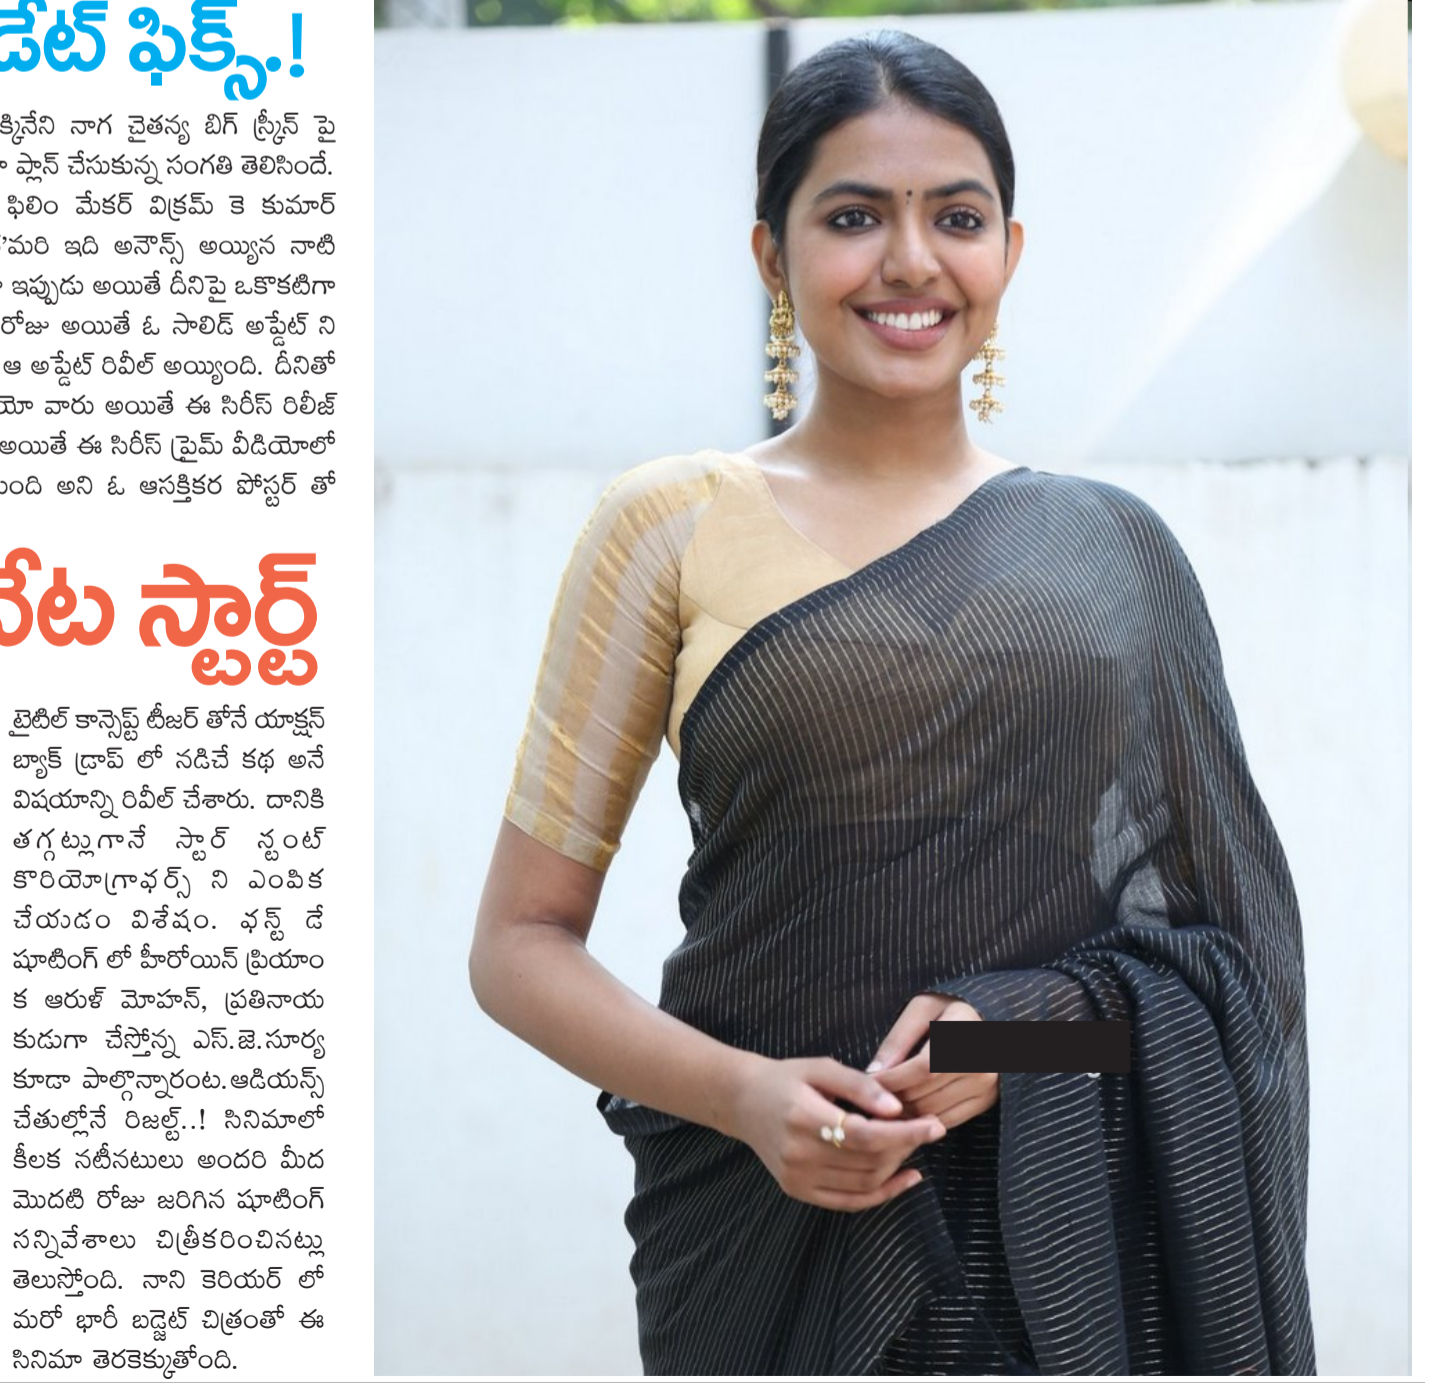 డేట్ ఫిక్స్.!
క్కినేని నాగ చైతన్య బిగ్ స్క్రీన్ పై
ప్లాన్ చేసుకున్న సంగతి తెలిసిందే.
ఫిలిం మేకర్ విక్రమ్ కె కుమార్
'మరి ఇది అనౌన్స్ అయ్యిన నాటి
ఇప్పుడు అయితే దీనిపై ఒకొకటిగా
రోజు అయితే ఓ సాలిడ్ అప్డేట్ ని
ఆ అప్డేట్ రివీల్ అయ్యింది. దీనితో
యో వారు అయితే ఈ సిరీస్ రిలీజ్
అయితే ఈ సిరీస్ ప్రైమ్ వీడియోలో
ుంది అని ఓ ఆసక్తికర పోస్టర్ తో
వేట స్టార్ట్
టైటిల్ కాన్సెప్ట్ టీజర్ తోనే యాక్షన్
బ్యాక్ డ్రాప్ లో నడిచే కథ అనే
విషయాన్ని రివీల్ చేశారు. దానికి
తగ్గట్లుగానే స్టార్ స్టంట్
కొరియోగ్రాఫర్స్ ని ఎంపిక
చేయడం విశేషం. ఫస్ట్ డే
షూటింగ్ లో హీరోయిన్ ప్రియాం
క ఆరుళ్ మోహన్, ప్రతినాయ
కుడుగా చేస్తోన్న ఎస్.జె.సూర్య
కూడా పాల్గొన్నారంట.ఆడియన్స్
చేతుల్లోనే రిజల్ట్..! సినిమాలో
కీలక నటీనటులు అందరి మీద
మొదటి రోజు జరిగిన షూటింగ్
సన్నివేశాలు చిత్రీకరించినట్లు
తెలుస్తోంది. నాని కెరియర్ లో
మరో భారీ బడ్జెట్ చిత్రంతో ఈ
సినిమా తెరకెక్కుతోంది.